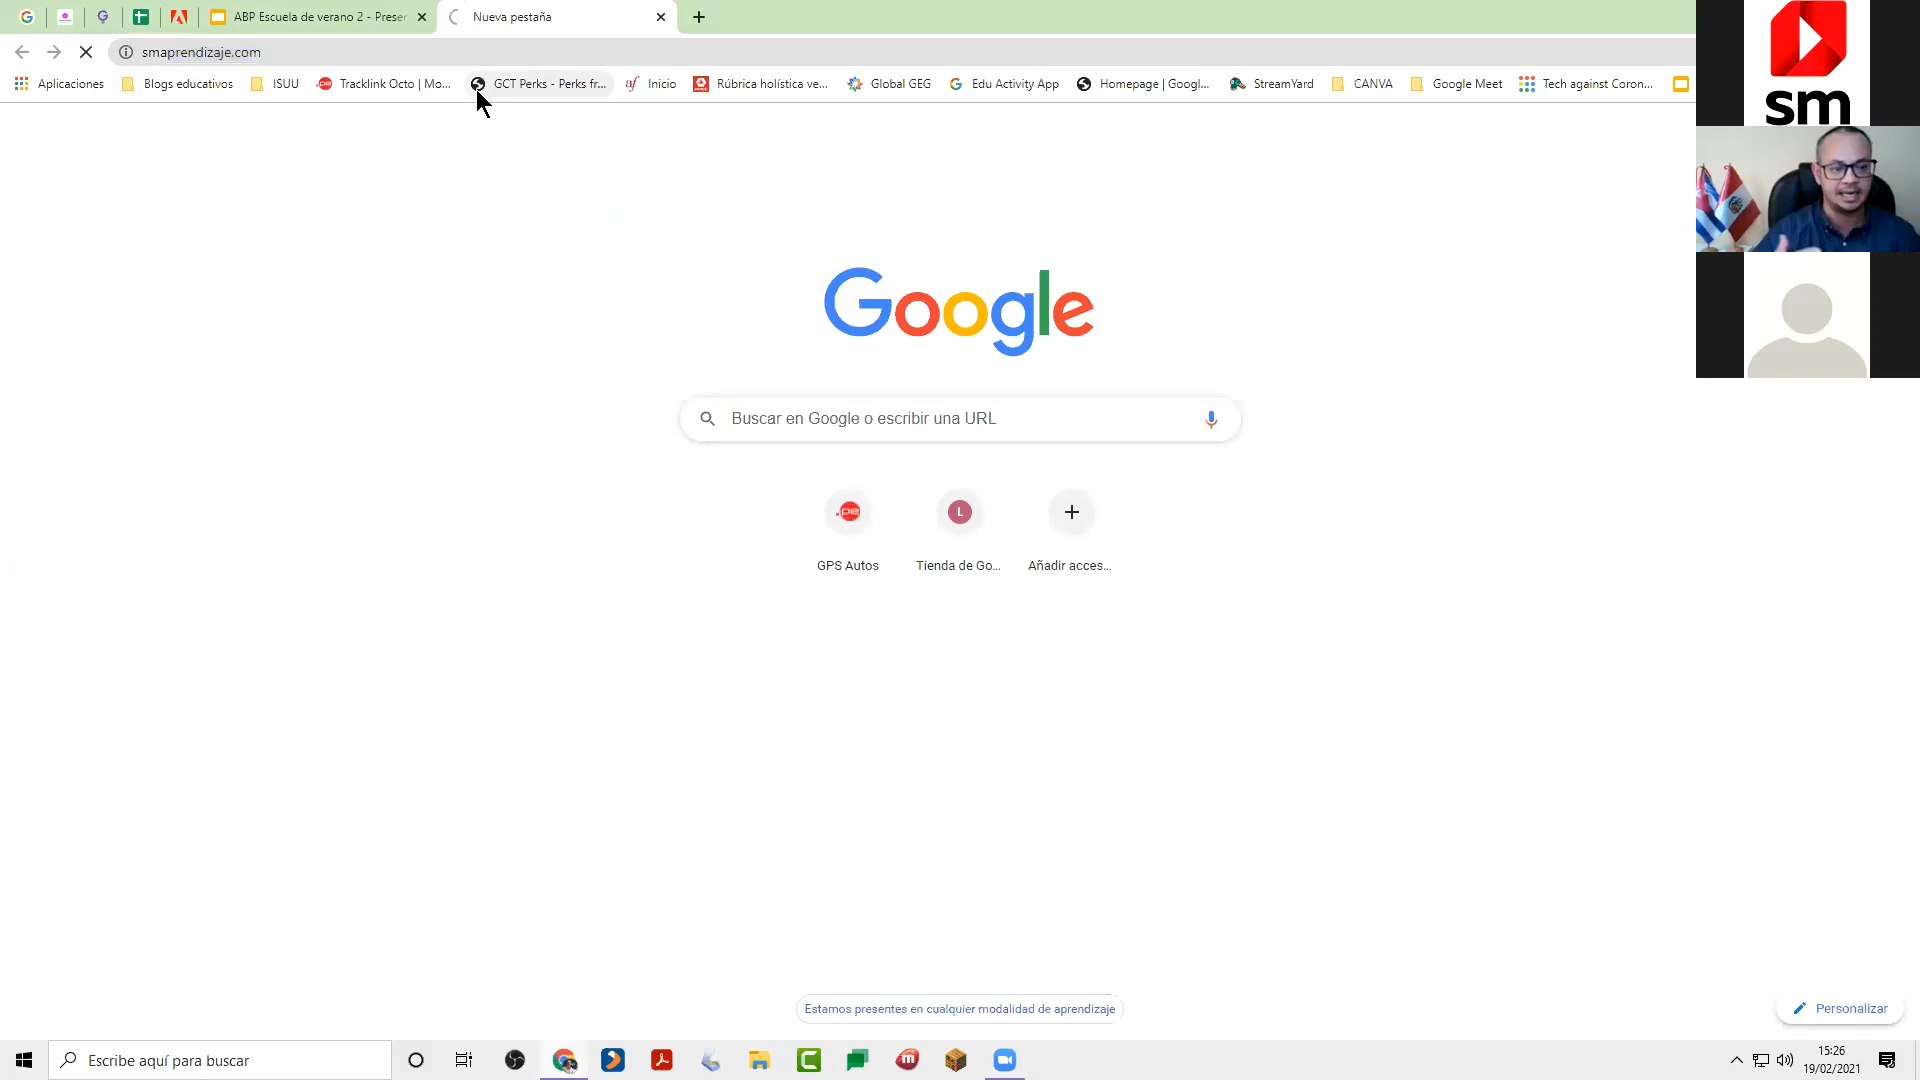 ABP Escuela de verano 2 - Preser
Nueva pestaña
smaprendizaje.com
Aplicaciones
Blogs educativos
ISUU
Tracklink Octo | Mo...
GCT Perks - Perks fr...
af Inicio
Rúbrica holística ve...
Global GEG
Edu Activity App
Homepage | Googl...
StreamYard
CANVA
Google Meet
Tech against Coron...
sm
Google
Buscar en Google o escribir una URL
.pe
L
GPS Autos
Tienda de Go...
Añadir acces...
Estamos presentes en cualquier modalidad de aprendizaje
Personalizar
Escribe aquí para buscar
15:26
19/02/2021